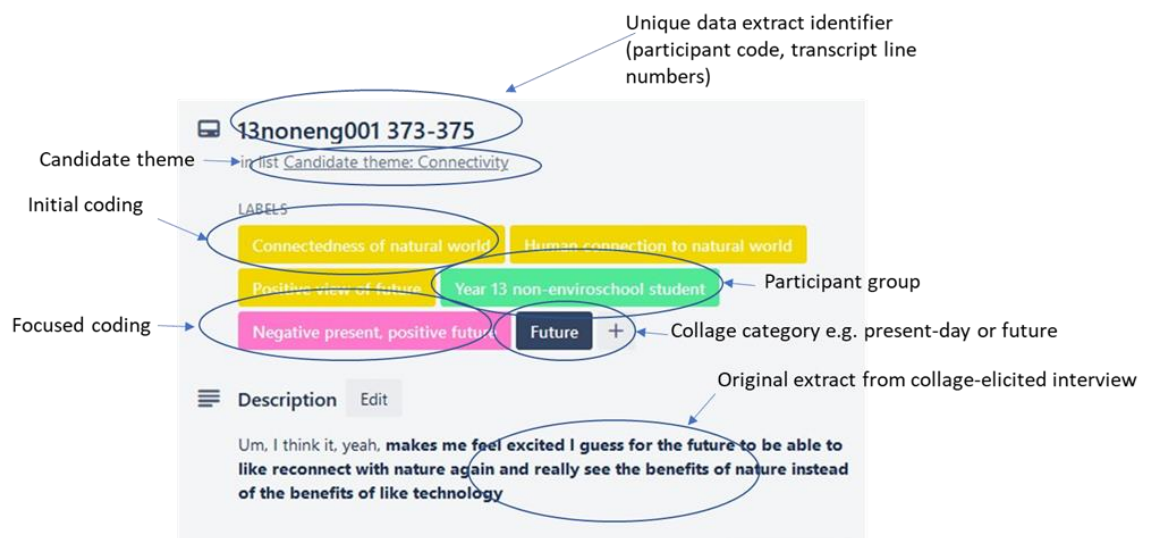 Unique data extract identifier
(participant code, transcript line
numbers)
13noneng001 373-375
Candidate theme
in list Candidate theme: Connectivity
Initial coding
LABELS
Connectedness of natural world
Human connection to natural world
Positive view of future
Year 13 non-enviroschool student
Participant group
Focused coding
Negative present, positive future
Future
+
Collage category e.g. present-day or future
Original extract from collage-elicited interview
Description
Edit
Um, I think it, yeah, makes me feel excited I guess for the future to be able to
like reconnect with nature again and really see the benefits of nature instead
of the benefits of like technology